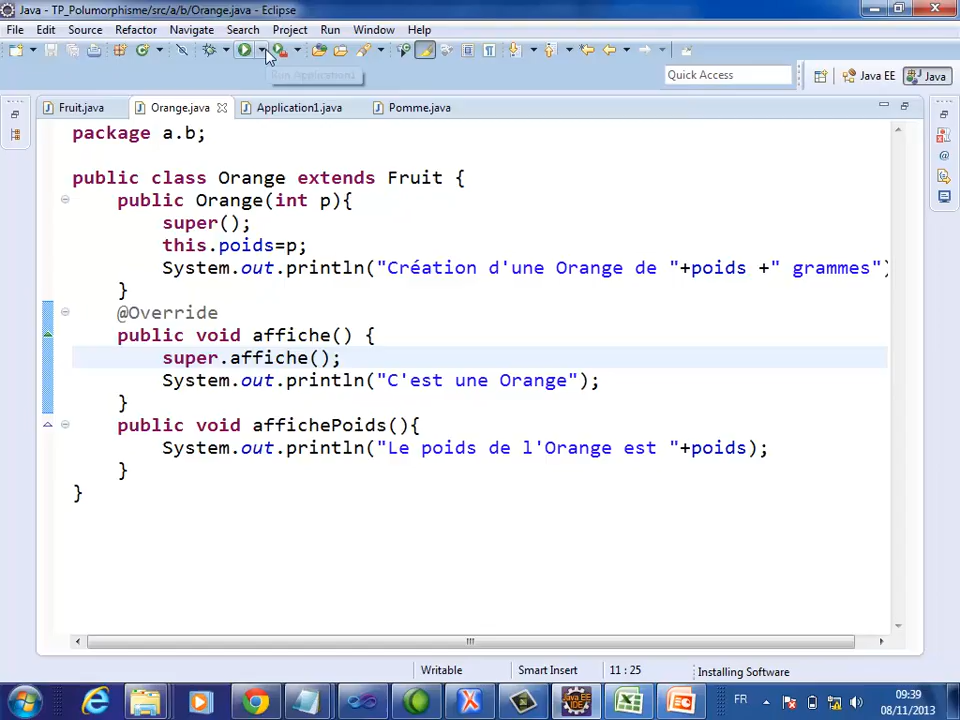 Java - TP_Polumorphisme/src/a/b/Orange.java - Eclipse
File Edit Source Refactor Navigate Search Project Run Window Help
Run Application1
Quick Access
Java EE
Java
Fruit.java
Orange.java
Application1.java
Pomme.java
package a.b;
public class Orange extends Fruit {
public Orange(int p){
super();
this.poids=p;
System.out.println("Création d'une Orange de "+poids +" grammes")
}
@Override
public void affiche() {
super.affiche();
System.out.println("C'est une Orange");
}
public void affichePoids(){
System.out.println("Le poids de l'Orange est "+poids);
}
}
Writable
Smart Insert
11 : 25
Installing Software
FR
09:39
08/11/2013